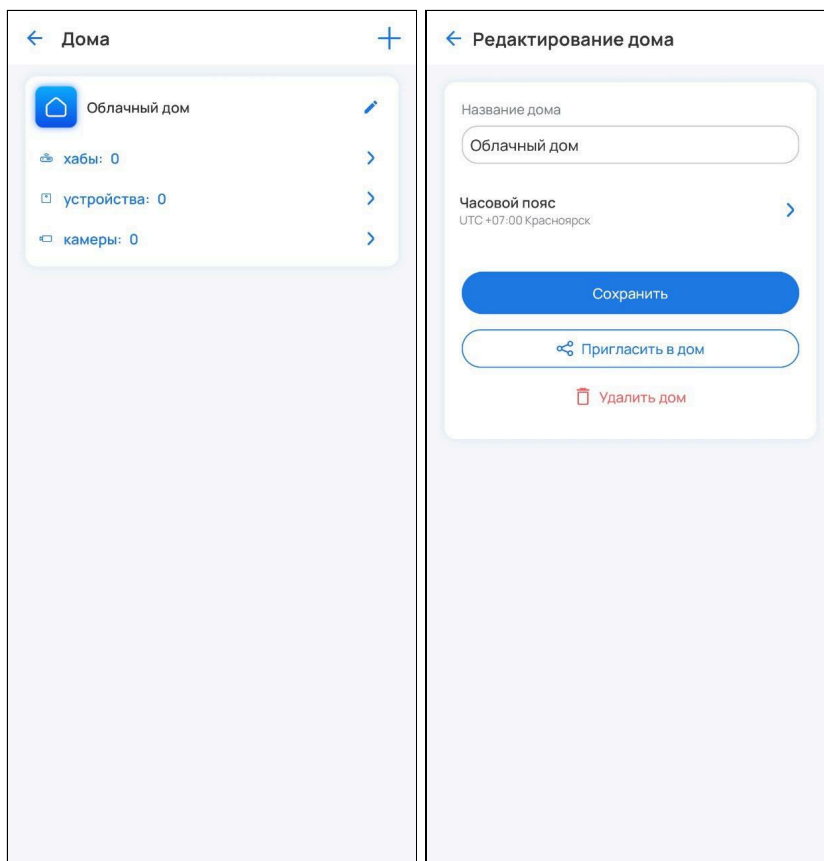 Дома
Облачный дом
хабы: 0
устройства: 0
камеры: 0
Редактирование дома
Название дома
Облачный дом
Часовой пояс
UTC +07:00 Красноярск
Сохранить
Пригласить в дом
Удалить дом